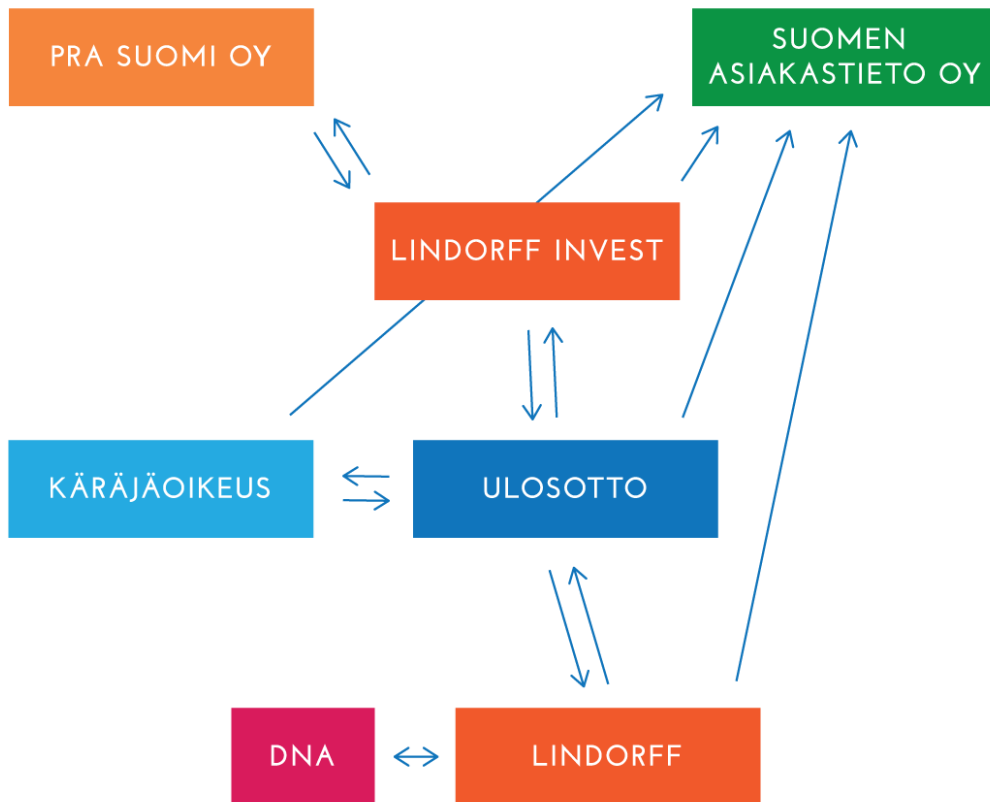 PRA SUOMI OY
SUOMEN
ASIAKASTIETO OY
LINDORFF INVEST
KÄRÄJÄOIKEUS
ULOSOTTO
DNA
LINDORFF